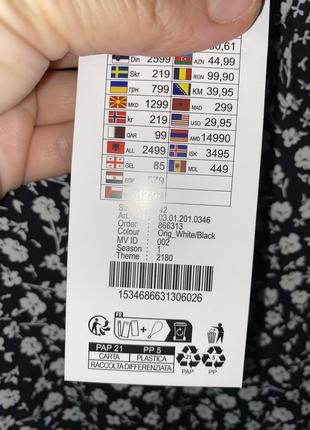 Din 2599 AZN 44,99
Skr 219 RON 99,90
грн 799 KM 39,95
MKD 1299 MAD 299
kr 219 USD 29,95
QAR 99 AMD 14990
ALL 2499 ISK 3495
GEL 85 MDL 449
EGP 579
Art. 03.01.201.0346
Order 866313
Colour Orig_White/Black
MV ID 002
Season 1
Theme 2180
1534686631306026
FR
PAP 21 PP 5
CARTA PLASTICA
RACCOLTA DIFFERENZIATA
21 5
PAP PP